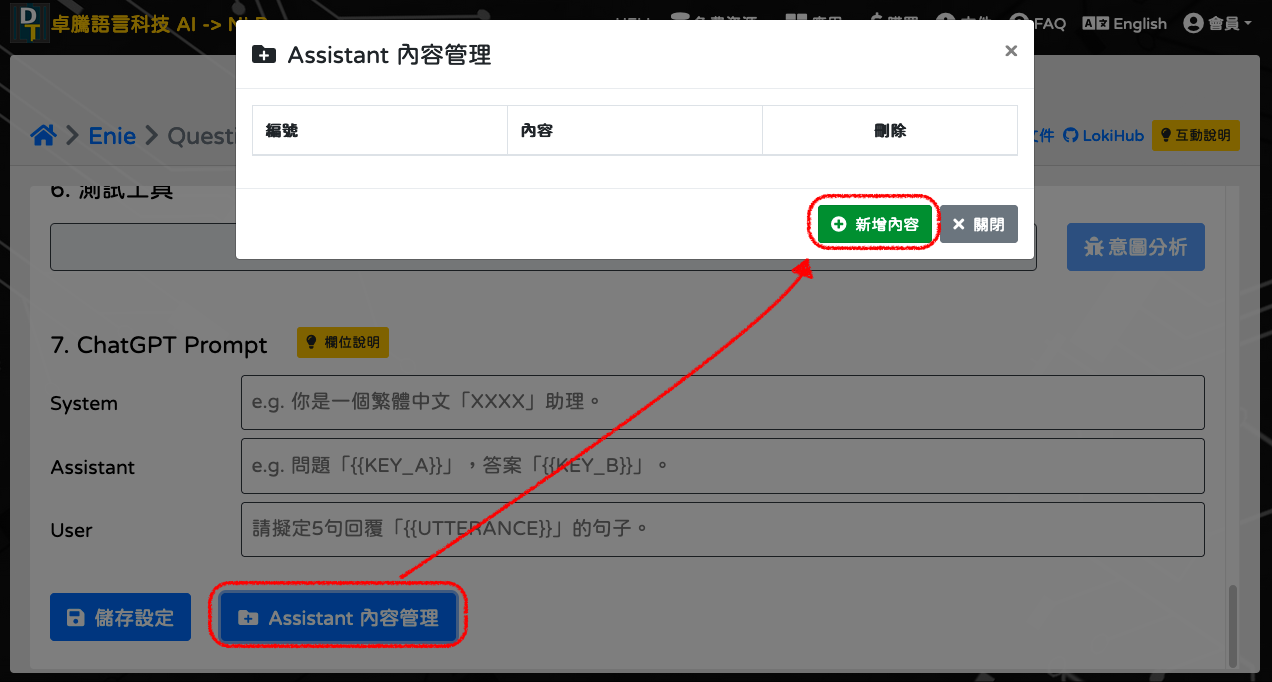 DT 卓騰語言科技 AI -> NLP
FAQ
English
會員
Assistant 內容管理
×
Enie
Questi
文件
LokiHub
互動說明
編號 內容 刪除
新增內容
關閉
6. 測試工具
意圖分析
7. ChatGPT Prompt
欄位說明
System
e.g. 你是一個繁體中文「XXXX」助理。
Assistant
e.g. 問題「{{KEY_A}}」，答案「{{KEY_B}}」。
User
請擬定5句回覆「{{UTTERANCE}}」的句子。
儲存設定
Assistant 內容管理